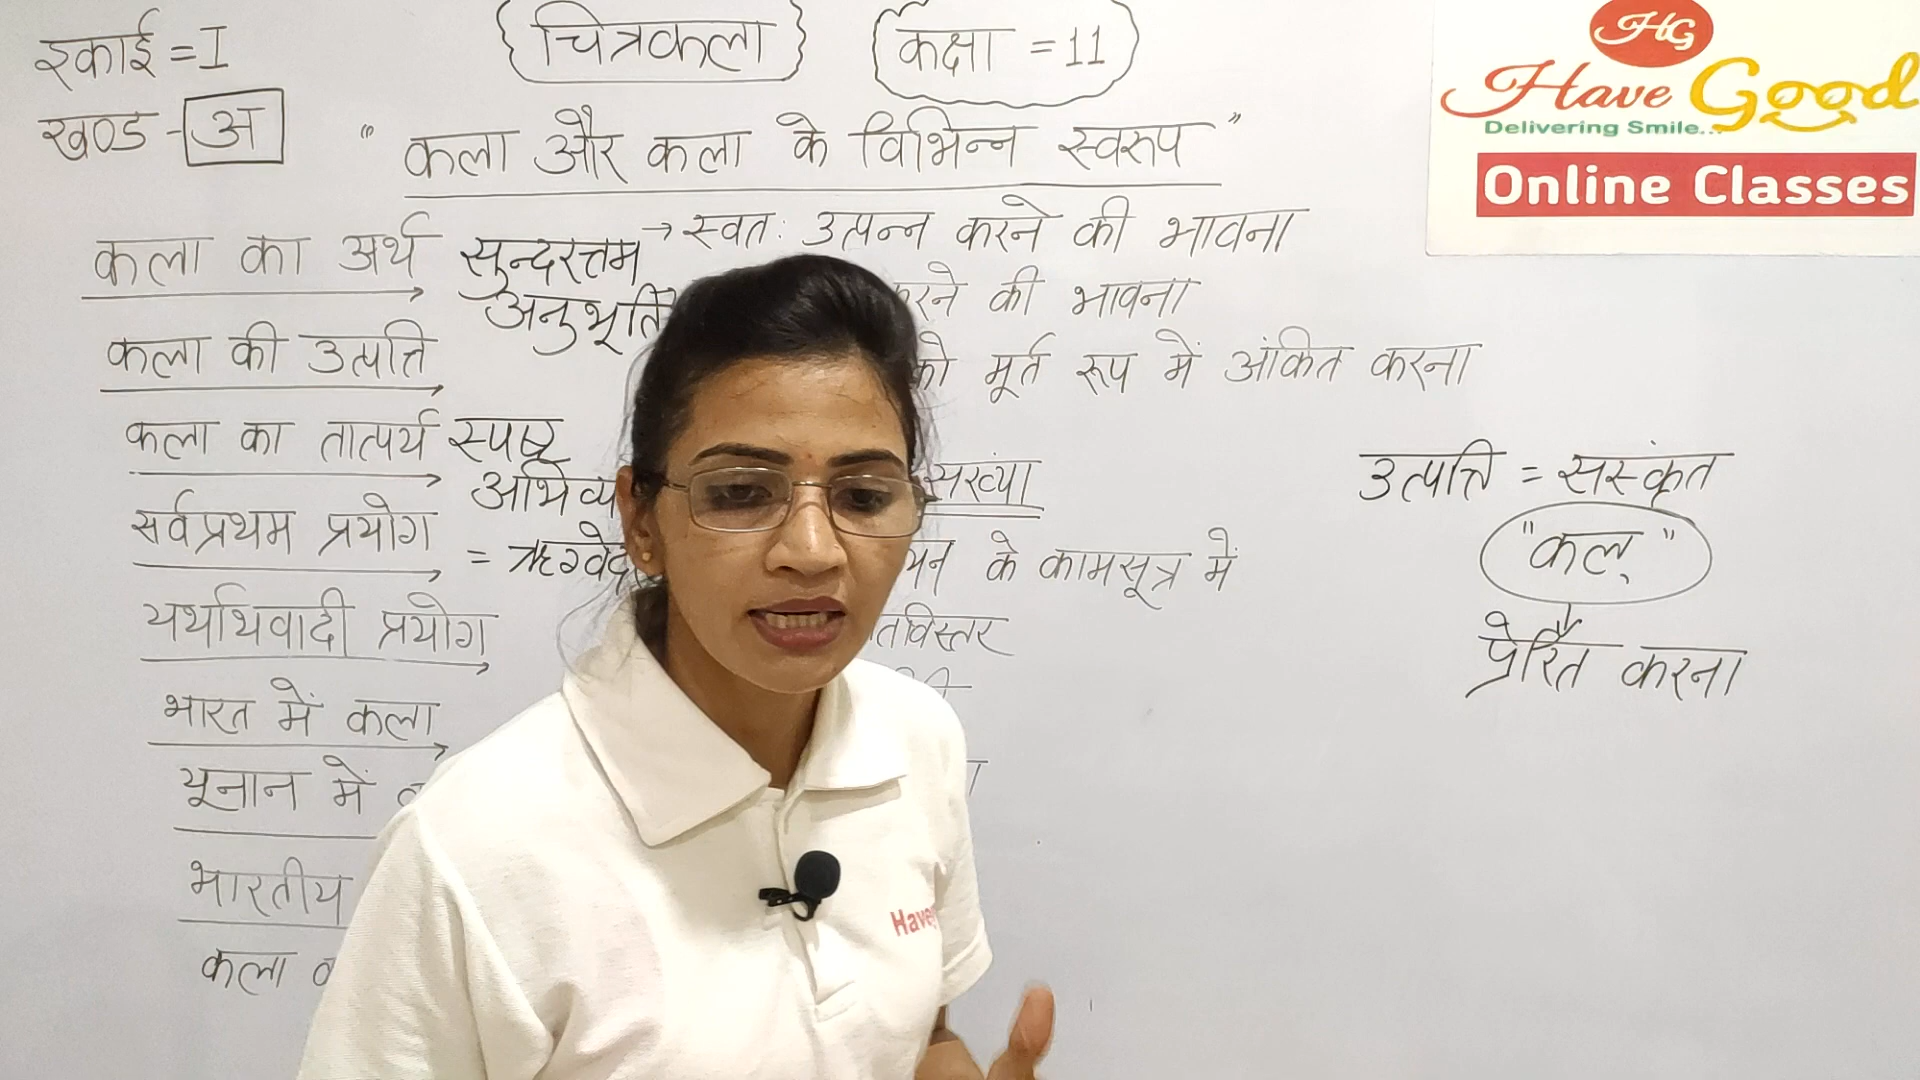 इकाई = I
चित्रकला
कक्षा = 11
खण्ड - अ
" कला और कला के विभिन्न स्वरूप "
कला का अर्थ सुन्दरत्तम → स्वतः उत्पन्न करने की भावना
अनुभूति करने की भावना
कला की उत्पत्ति
को मूर्त रूप में अंकित करना
कला का तात्पर्य स्पष्ट
सर्वप्रथम प्रयोग
= ऋग्वेद के कामसूत्र में
यर्थाथवादी प्रयोग
भारत में कला
यूनान में
भारतीय
कला
उत्पत्ति = संस्कृत
"कल्"
प्रेरित करना
HG
Have Good
Delivering Smile...
Online Classes
Have